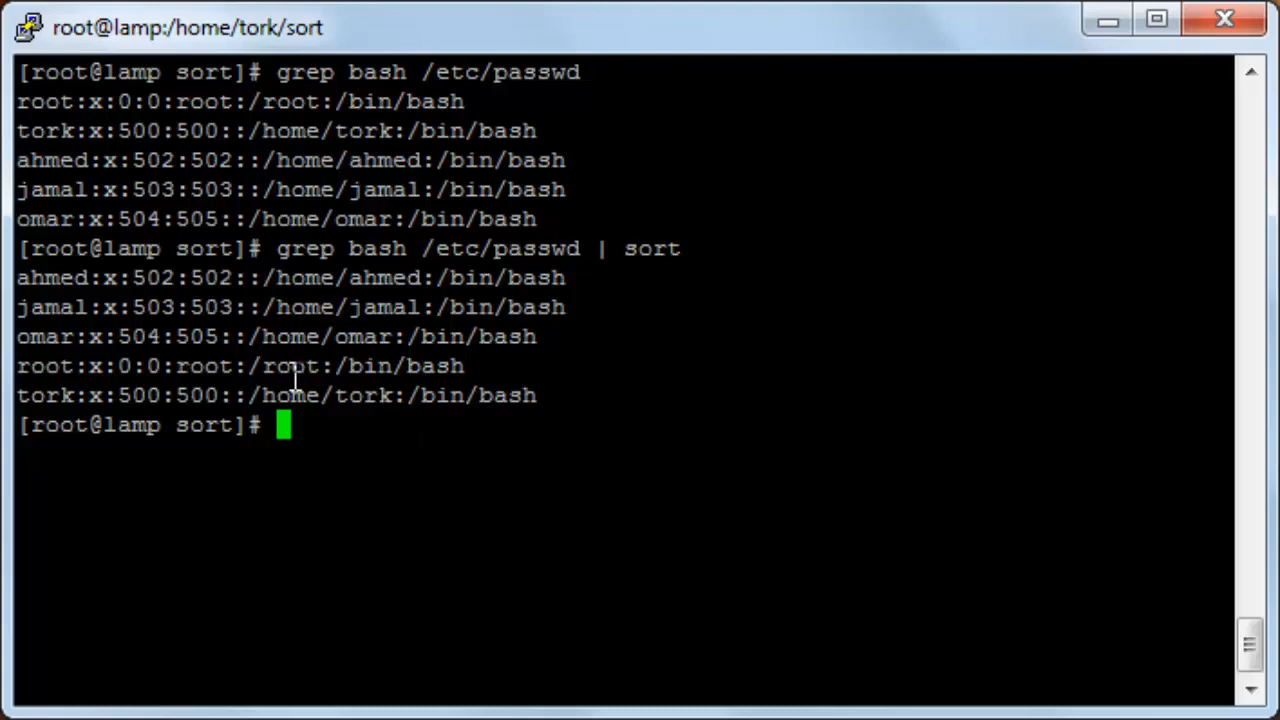 root@lamp:/home/tork/sort
[root@lamp sort]# grep bash /etc/passwd
root:x:0:0:root:/root:/bin/bash
tork:x:500:500::/home/tork:/bin/bash
ahmed:x:502:502::/home/ahmed:/bin/bash
jamal:x:503:503::/home/jamal:/bin/bash
omar:x:504:505::/home/omar:/bin/bash
[root@lamp sort]# grep bash /etc/passwd | sort
ahmed:x:502:502::/home/ahmed:/bin/bash
jamal:x:503:503::/home/jamal:/bin/bash
omar:x:504:505::/home/omar:/bin/bash
root:x:0:0:root:/root:/bin/bash
tork:x:500:500::/home/tork:/bin/bash
[root@lamp sort]#